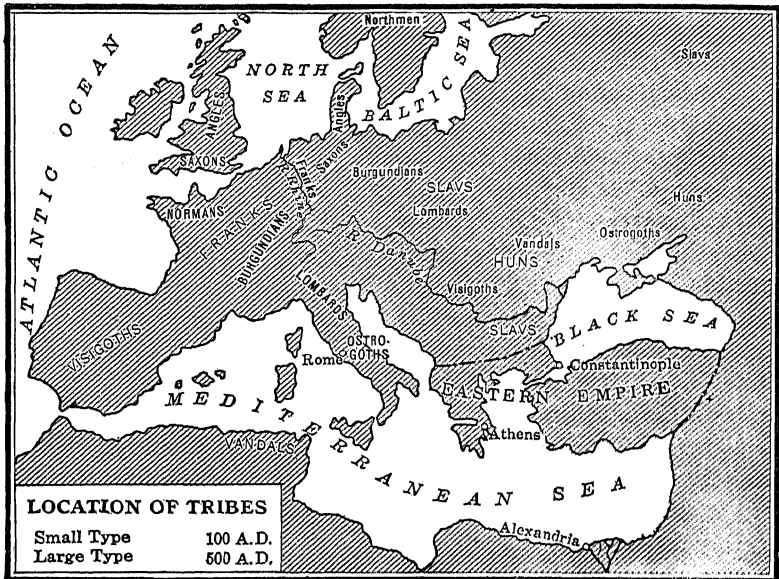 Northmen
Slavs
NORTH
SEA
BALTIC SEA
ATLANTIC OCEAN
ANGLES
Angles
SAXONS
Saxons
Franks
R. Rhine
Burgundians
SLAVS
Lombards
Huns
NORMANS
FRANKS
BURGUNDIANS
R. Danube
Vandals
HUNS
Ostrogoths
Visigoths
LOMBARDS
SLAVS
BLACK SEA
VISIGOTHS
OSTRO-
GOTHS
Rome
Constantinople
EASTERN EMPIRE
MEDITERRANEAN SEA
Athens
VANDALS
Alexandria
LOCATION OF TRIBES
Small Type 100 A.D.
Large Type 500 A.D.